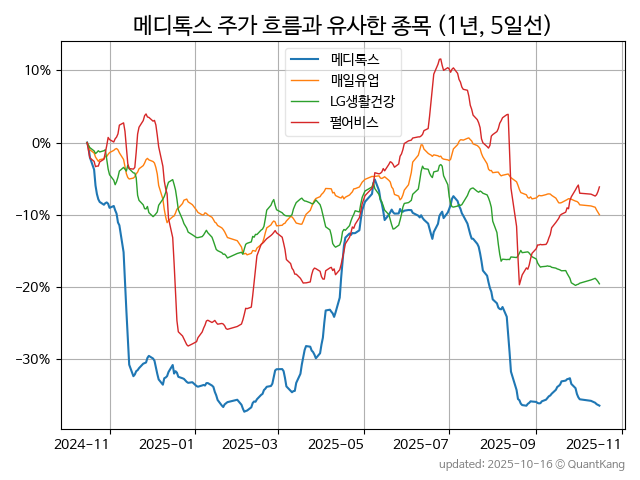 메디톡스 주가 흐름과 유사한 종목 (1년, 5일선)
메디톡스
매일유업
LG생활건강
펄어비스
10%
0%
−10%
−20%
−30%
2024-11
2025-01
2025-03
2025-05
2025-07
2025-09
2025-11
updated: 2025-10-16 © QuantKang